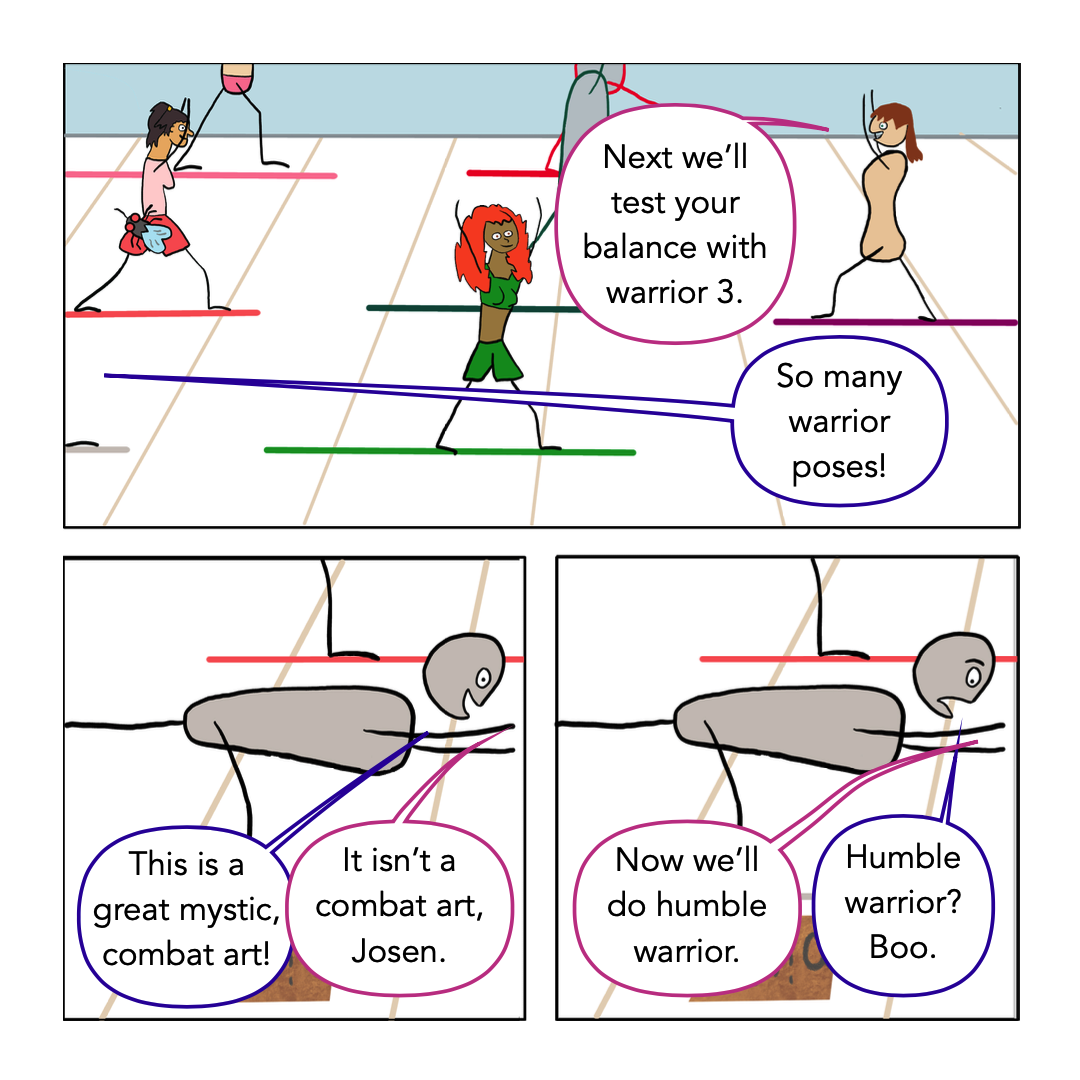 Next we'll
test your
balance with
warrior 3.
So many
warrior
poses!
This is a
great mystic,
combat art!
It isn't a
combat art,
Josen.
Now we'll
do humble
warrior.
Humble
warrior?
Boo.